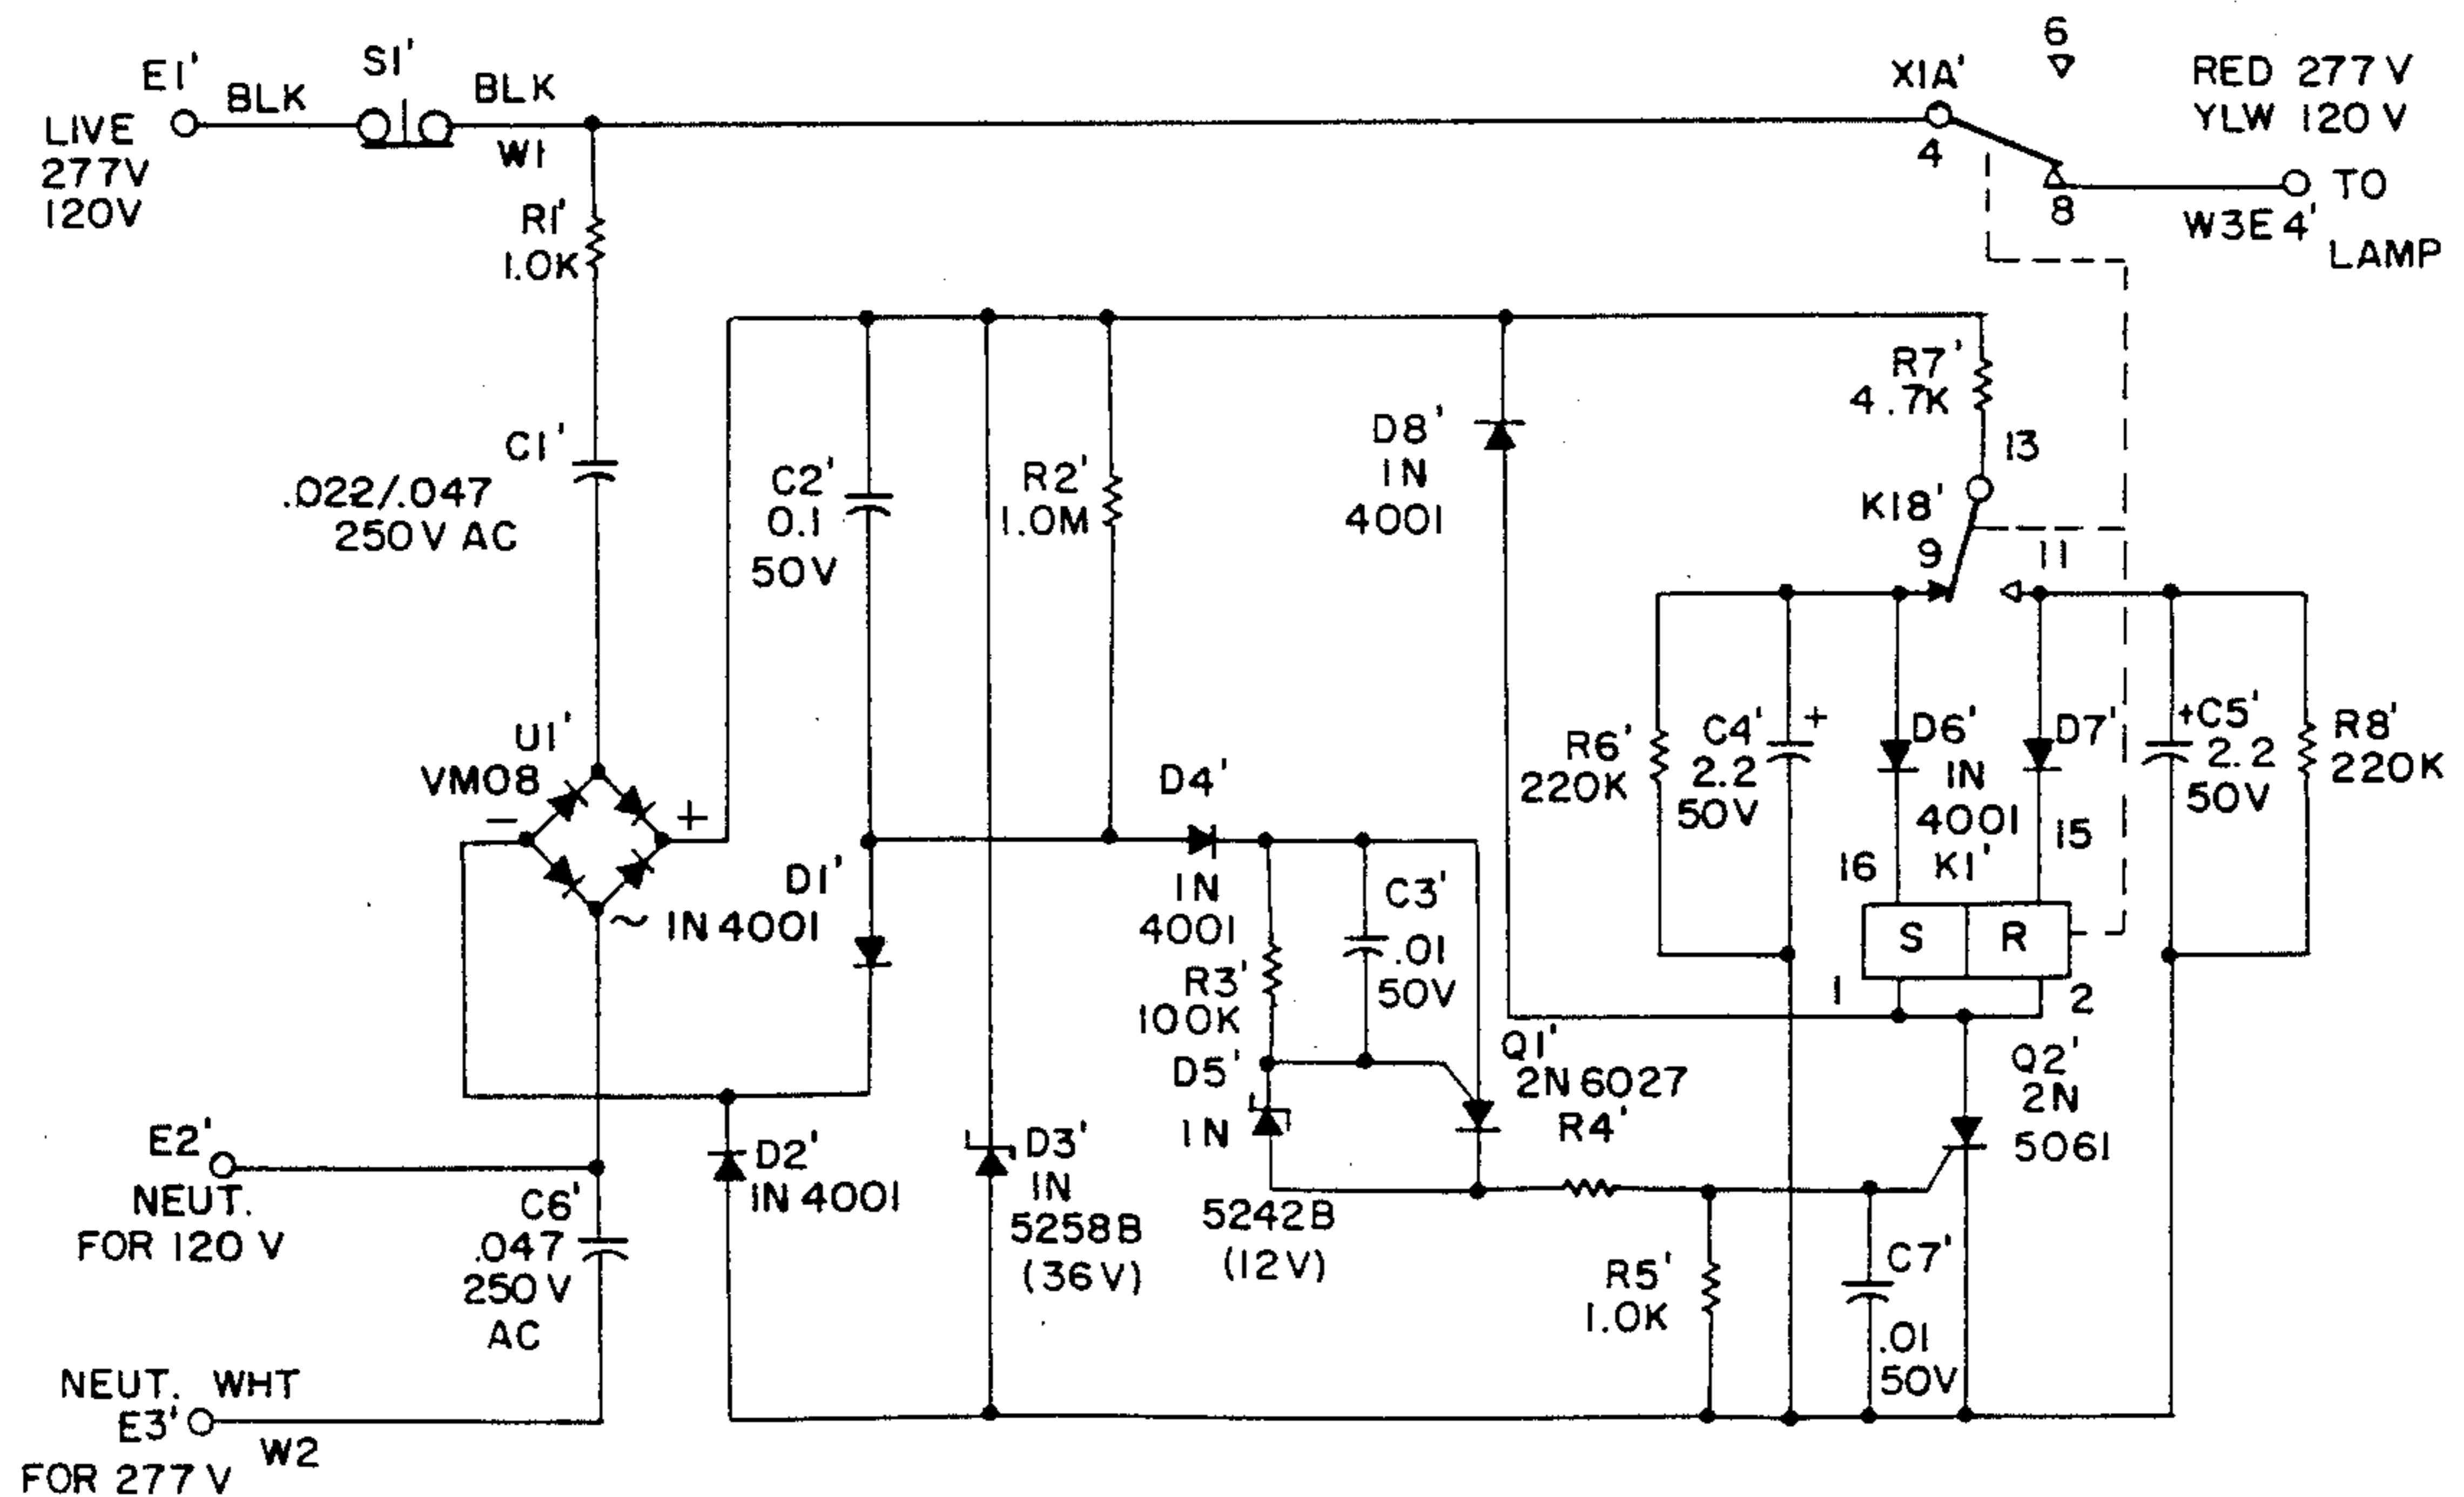 E1'
S1'
BLK
BLK
LIVE
277V
120V
W1
X1A'
6
4
8
RED 277 V
YLW 120 V
TO
W3E4'
LAMP
R1'
1.0K
C1'
.022/.047
250V AC
U1'
VM08
−
+
~
1N4001
D1'
C2'
0.1
50V
R2'
1.0M
D8'
1N
4001
R7'
4.7K
13
K18'
9
11
R6'
220K
C4'
+
2.2
50V
D6'
1N
4001
D7'
+C5'
2.2
50V
R8'
220K
16
K1'
15
S
R
1
2
D4'
1N
4001
C3'
.01
50V
R3'
100K
D5'
1N
5242B
(12V)
Q1'
2N6027
R4'
Q2'
2N
5061
D2'
1N4001
D3'
1N
5258B
(36V)
R5'
1.0K
C7'
.01
50V
E2'
NEUT.
FOR 120 V
C6'
.047
250V
AC
NEUT. WHT
E3'
W2
FOR 277 V